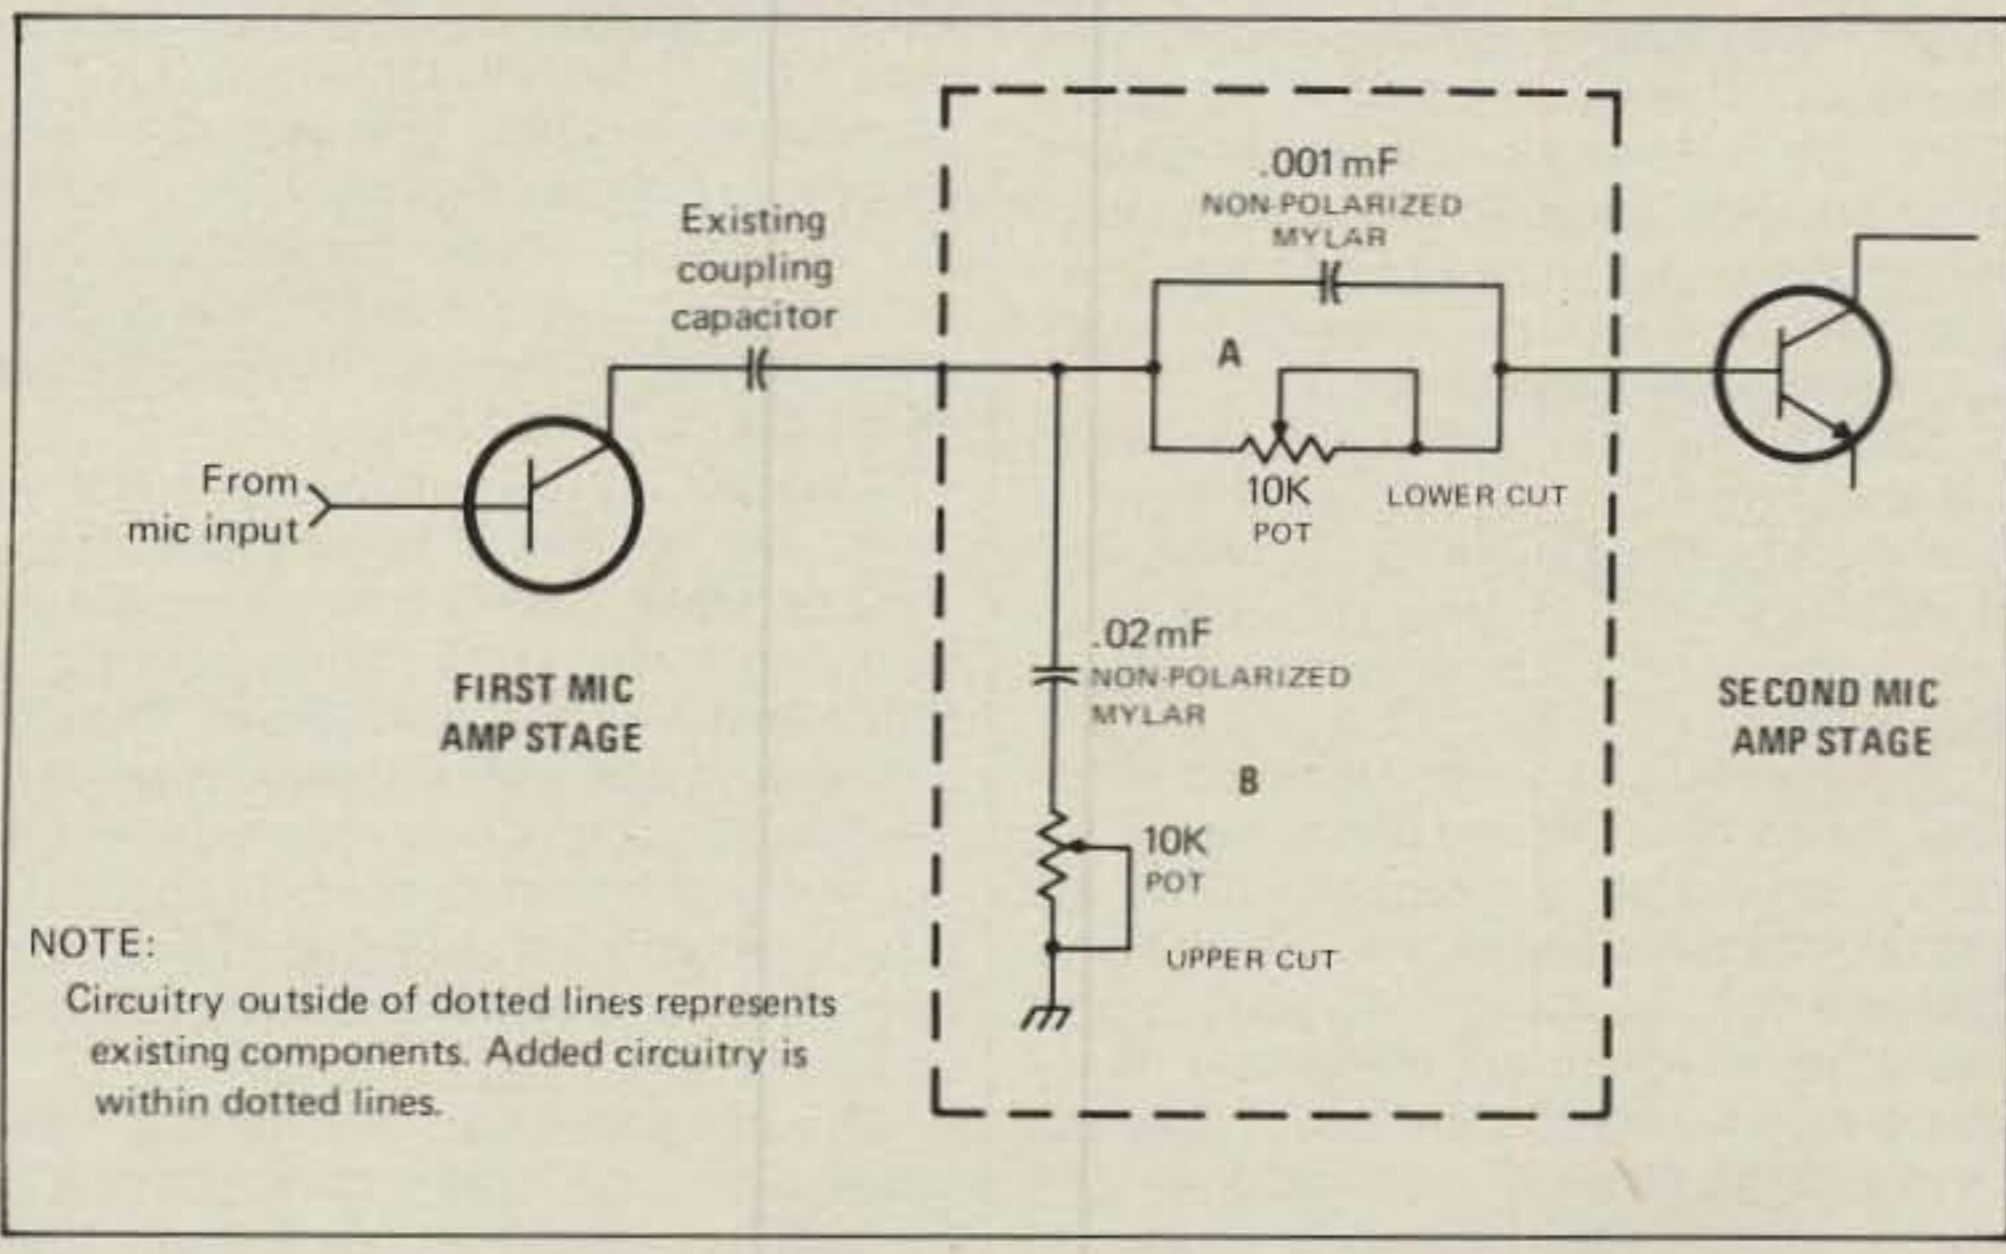 .001 mF
NON-POLARIZED
MYLAR
Existing
coupling
capacitor
A
From
mic input
10K
POT
LOWER CUT
.02 mF
NON-POLARIZED
MYLAR
FIRST MIC
AMP STAGE
SECOND MIC
AMP STAGE
B
10K
POT
UPPER CUT
NOTE:
Circuitry outside of dotted lines represents
existing components. Added circuitry is
within dotted lines.